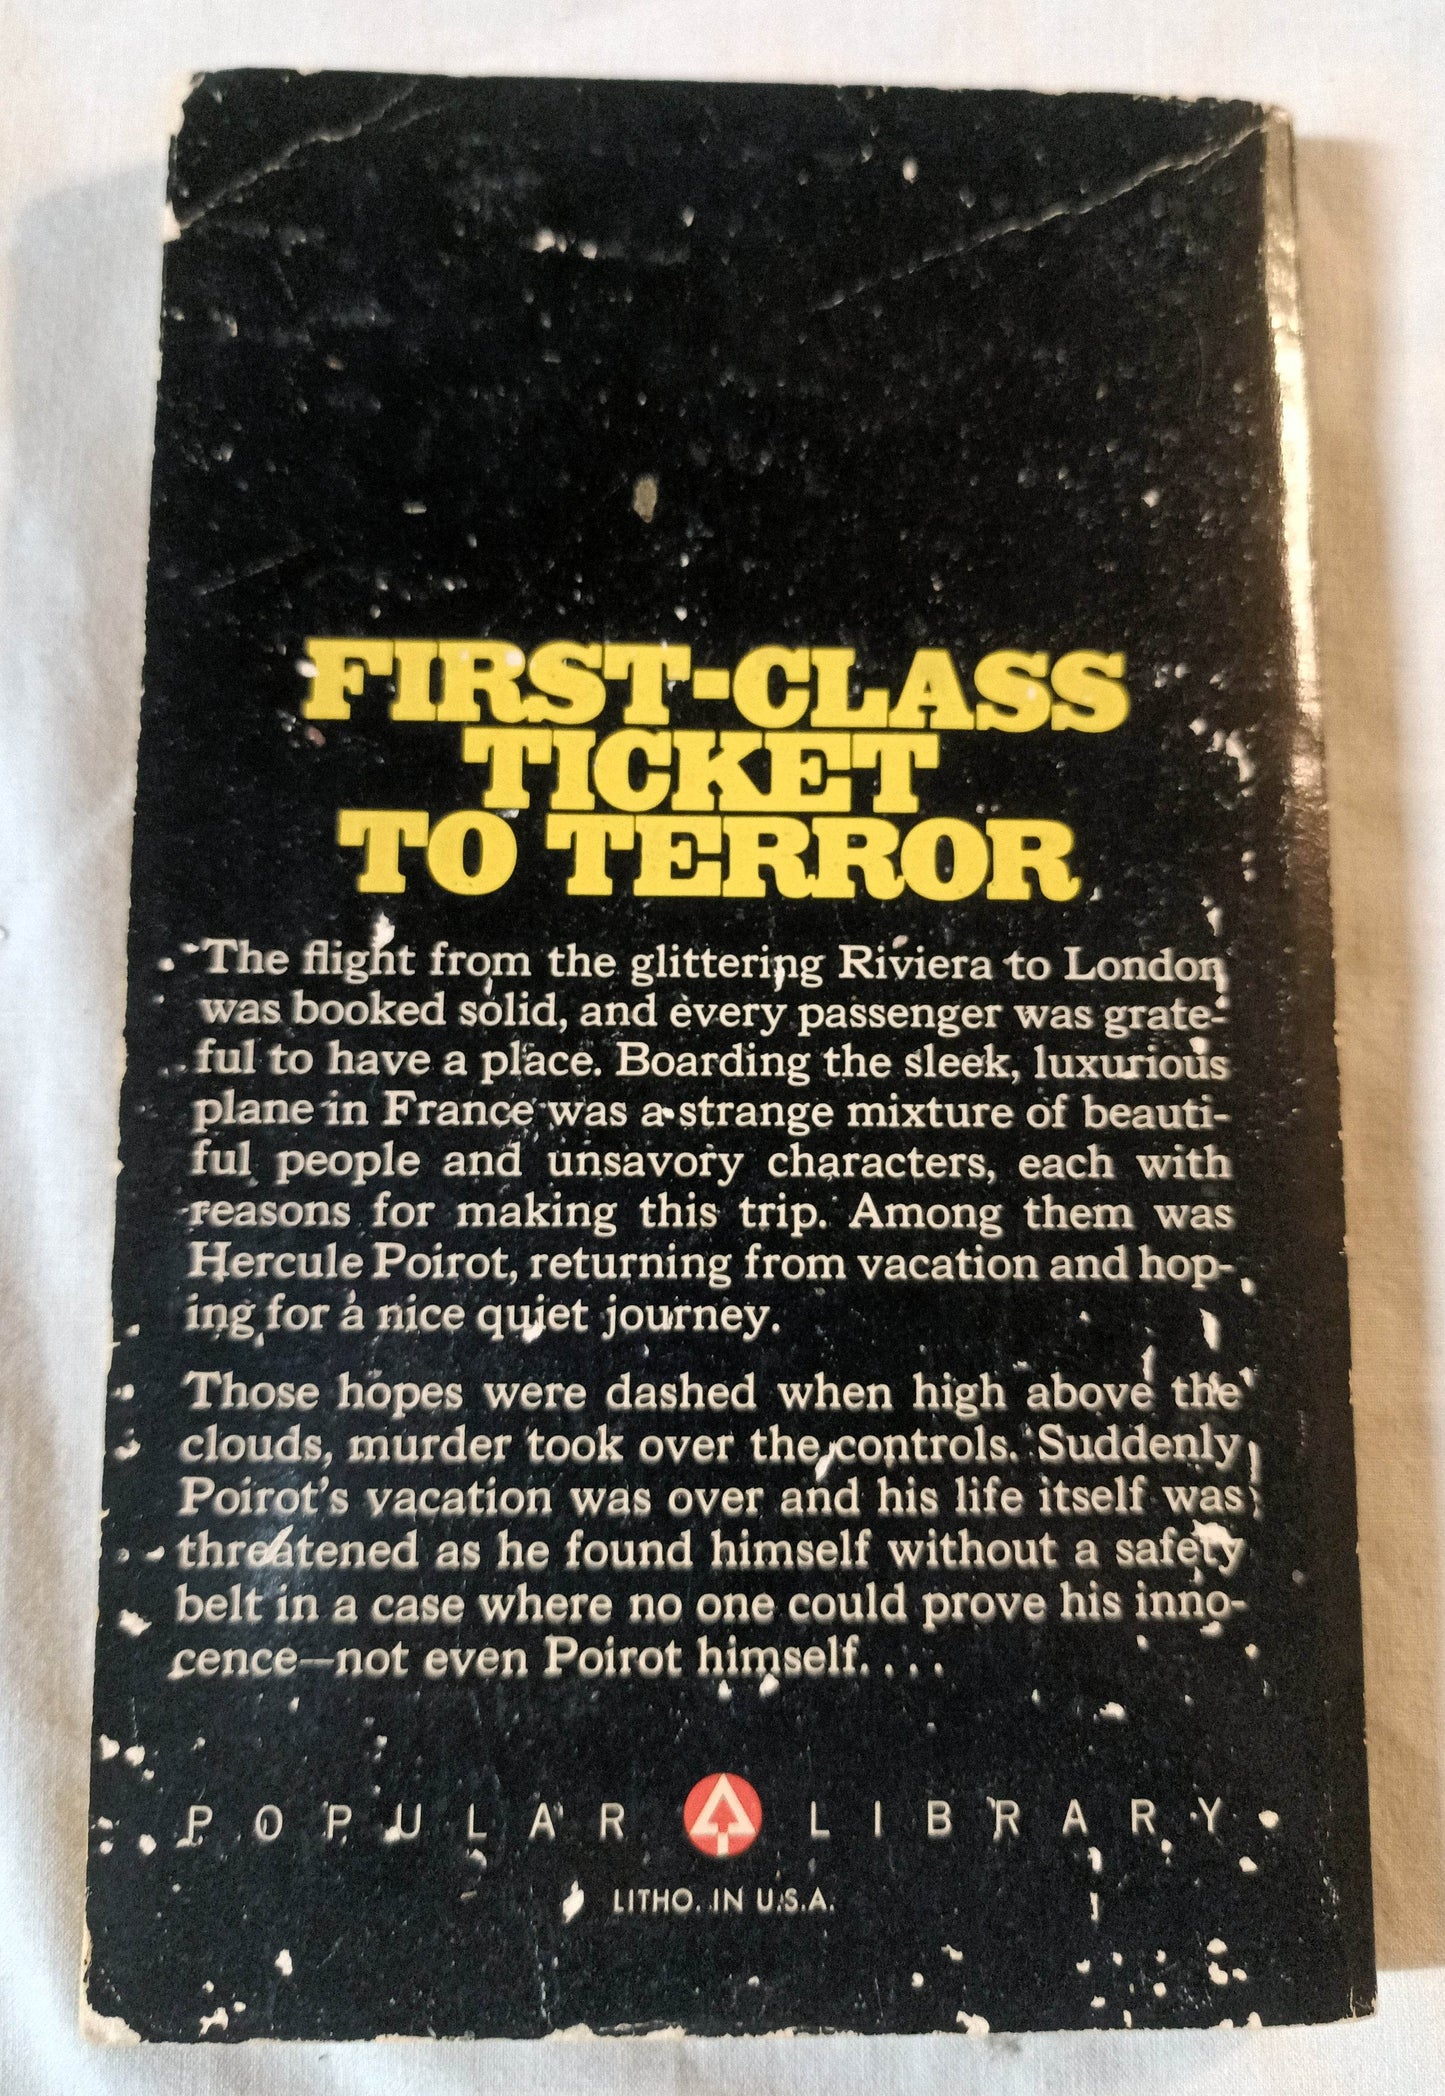 FIRST-CLASS
TICKET
TO TERROR
The flight from the glittering Riviera to London
was booked solid, and every passenger was grate-
ful to have a place. Boarding the sleek, luxurious
plane in France was a strange mixture of beauti-
ful people and unsavory characters, each with
reasons for making this trip. Among them was
Hercule Poirot, returning from vacation and hop-
ing for a nice quiet journey.
Those hopes were dashed when high above the
clouds, murder took over the controls. Suddenly
Poirot's vacation was over and his life itself was
threatened as he found himself without a safety
belt in a case where no one could prove his inno-
cence—not even Poirot himself. . . .
POPULAR LIBRARY
LITHO. IN U.S.A.